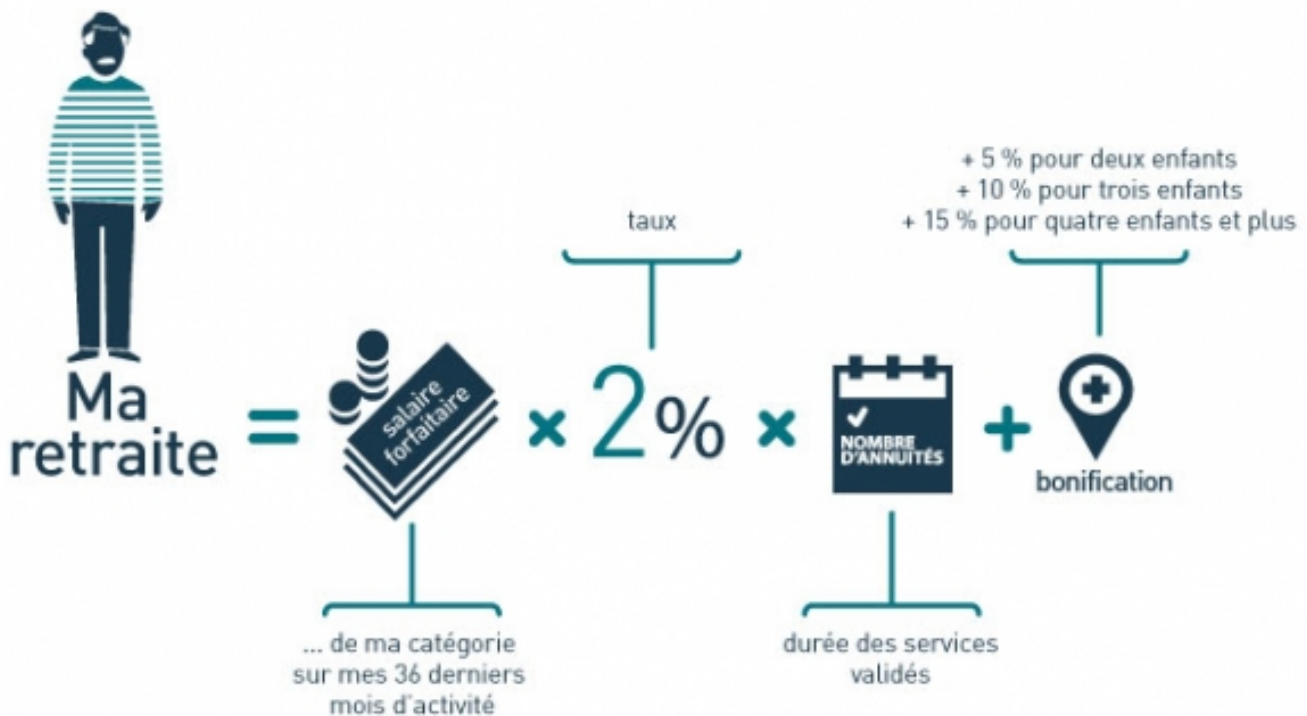 + 5 % pour deux enfants
+ 10 % pour trois enfants
+ 15 % pour quatre enfants et plus
taux
Ma
retraite
=
salaire
forfaitaire
×
2%
×
NOMBRE
D'ANNUITÉS
+
bonification
... de ma catégorie
sur mes 36 derniers
mois d'activité
durée des services
validés